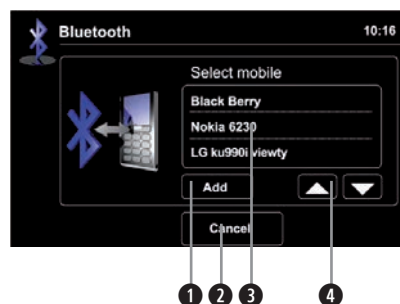 Bluetooth 10:16
Select mobile
Black Berry
Nokia 6230
LG ku990i viewty
Add
Cancel
1 2 3 4